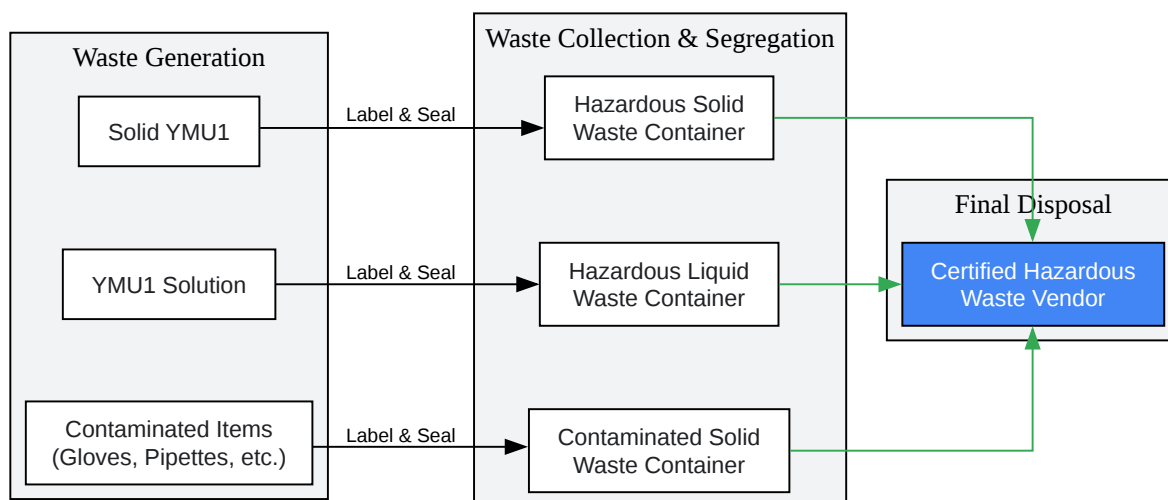 Waste Generation
Waste Collection & Segregation
Solid YMU1
Label & Seal
Hazardous Solid
Waste Container
Final Disposal
YMU1 Solution
Label & Seal
Hazardous Liquid
Waste Container
Certified Hazardous
Waste Vendor
Contaminated Items
(Gloves, Pipettes, etc.)
Label & Seal
Contaminated Solid
Waste Container